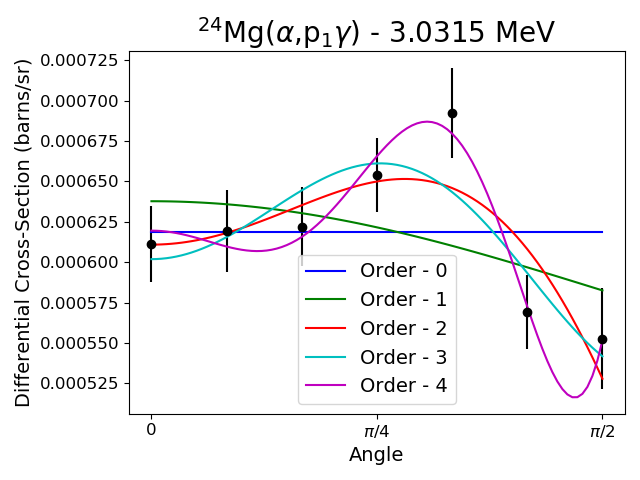 ²⁴Mg(α,p₁γ) - 3.0315 MeV
Differential Cross-Section (barns/sr)
0.000725
0.000700
0.000675
0.000650
0.000625
0.000600
0.000575
0.000550
0.000525
Order - 0
Order - 1
Order - 2
Order - 3
Order - 4
0
π/4
π/2
Angle